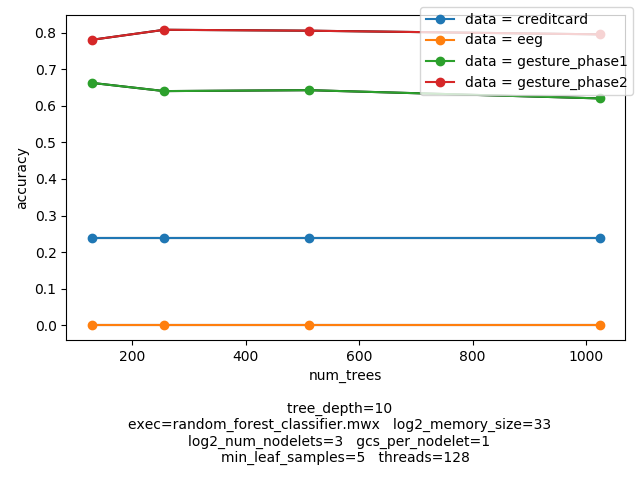 data = creditcard
data = eeg
data = gesture_phase1
data = gesture_phase2
0.8
0.7
0.6
0.5
0.4
0.3
0.2
0.1
0.0
accuracy
200 400 600 800 1000
num_trees
tree_depth=10
exec=random_forest_classifier.mwx log2_memory_size=33
log2_num_nodelets=3 gcs_per_nodelet=1
min_leaf_samples=5 threads=128